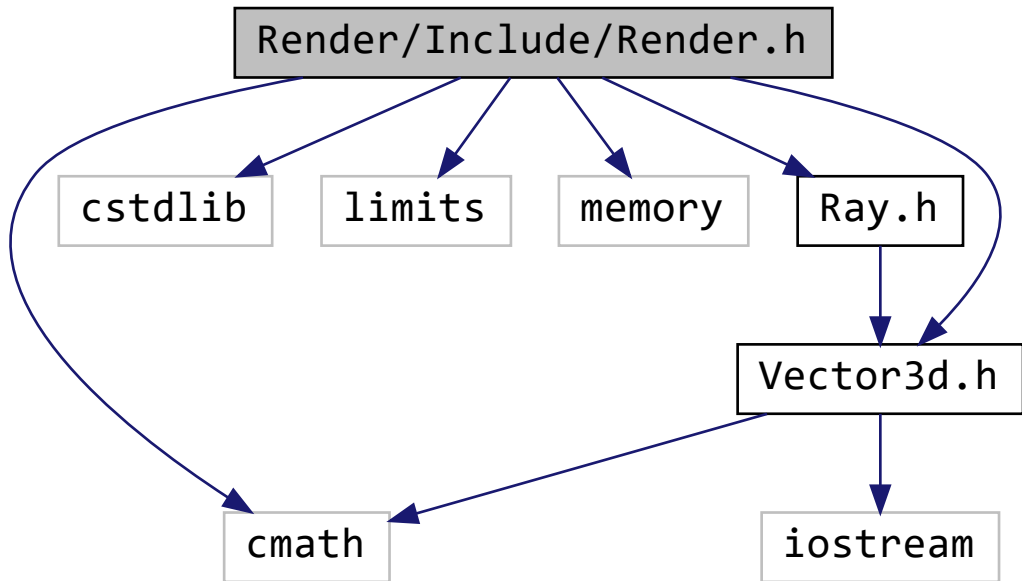 Render/Include/Render.h
cstdlib
limits
memory
Ray.h
Vector3d.h
cmath
iostream